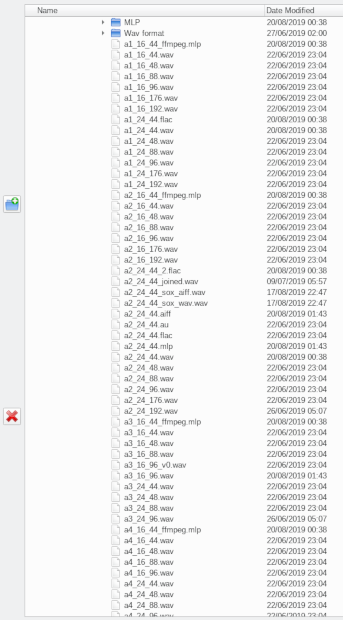 Name Date Modified
MLP 20/08/2019 00:38
Wav format 27/06/2019 02:00
a1_16_44_ffmpeg.mlp 20/08/2019 00:38
a1_16_44.wav 22/06/2019 23:04
a1_16_48.wav 22/06/2019 23:04
a1_16_88.wav 22/06/2019 23:04
a1_16_96.wav 22/06/2019 23:04
a1_16_176.wav 22/06/2019 23:04
a1_16_192.wav 22/06/2019 23:04
a1_24_44.flac 20/08/2019 00:38
a1_24_44.wav 20/08/2019 00:38
a1_24_48.wav 22/06/2019 23:04
a1_24_88.wav 22/06/2019 23:04
a1_24_96.wav 22/06/2019 23:04
a1_24_176.wav 22/06/2019 23:04
a1_24_192.wav 22/06/2019 23:04
a2_16_44_ffmpeg.mlp 20/08/2019 00:38
a2_16_44.wav 22/06/2019 23:04
a2_16_48.wav 22/06/2019 23:04
a2_16_88.wav 22/06/2019 23:04
a2_16_96.wav 22/06/2019 23:04
a2_16_176.wav 22/06/2019 23:04
a2_16_192.wav 22/06/2019 23:04
a2_24_44_2.flac 20/08/2019 00:38
a2_24_44_joined.wav 09/07/2019 05:57
a2_24_44_sox_aiff.wav 17/08/2019 22:47
a2_24_44_sox_wav.wav 17/08/2019 22:47
a2_24_44.aiff 20/08/2019 01:43
a2_24_44.au 22/06/2019 23:04
a2_24_44.flac 22/06/2019 23:04
a2_24_44.mlp 20/08/2019 01:43
a2_24_44.wav 20/08/2019 00:38
a2_24_48.wav 22/06/2019 23:04
a2_24_88.wav 22/06/2019 23:04
a2_24_96.wav 22/06/2019 23:04
a2_24_176.wav 22/06/2019 23:04
a2_24_192.wav 26/06/2019 05:07
a3_16_44_ffmpeg.mlp 20/08/2019 00:38
a3_16_44.wav 22/06/2019 23:04
a3_16_48.wav 22/06/2019 23:04
a3_16_88.wav 22/06/2019 23:04
a3_16_96_v0.wav 22/06/2019 23:04
a3_16_96.wav 20/08/2019 01:43
a3_24_44.wav 22/06/2019 23:04
a3_24_48.wav 22/06/2019 23:04
a3_24_88.wav 22/06/2019 23:04
a3_24_96.wav 26/06/2019 05:07
a4_16_44_ffmpeg.mlp 20/08/2019 00:38
a4_16_44.wav 22/06/2019 23:04
a4_16_48.wav 22/06/2019 23:04
a4_16_88.wav 22/06/2019 23:04
a4_16_96.wav 22/06/2019 23:04
a4_24_44.wav 22/06/2019 23:04
a4_24_48.wav 22/06/2019 23:04
a4_24_88.wav 22/06/2019 23:04
a4_24_96.wav 22/06/2019 23:04